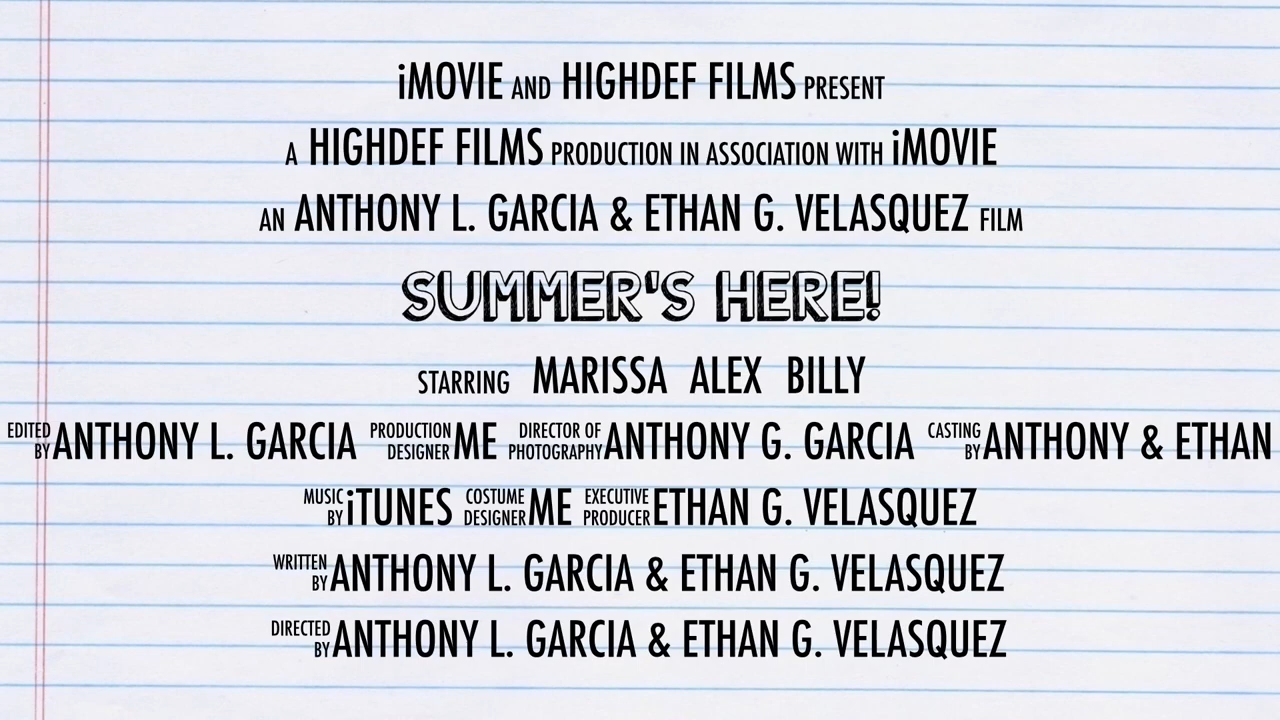 iMOVIE AND HIGHDEF FILMS PRESENT
A HIGHDEF FILMS PRODUCTION IN ASSOCIATION WITH iMOVIE
AN ANTHONY L. GARCIA & ETHAN G. VELASQUEZ FILM
SUMMER'S HERE!
STARRING MARISSA ALEX BILLY
EDITED BY ANTHONY L. GARCIA PRODUCTION DESIGNER ME DIRECTOR OF PHOTOGRAPHY ANTHONY G. GARCIA CASTING BY ANTHONY & ETHAN
MUSIC BY iTUNES COSTUME DESIGNER ME EXECUTIVE PRODUCER ETHAN G. VELASQUEZ
WRITTEN BY ANTHONY L. GARCIA & ETHAN G. VELASQUEZ
DIRECTED BY ANTHONY L. GARCIA & ETHAN G. VELASQUEZ